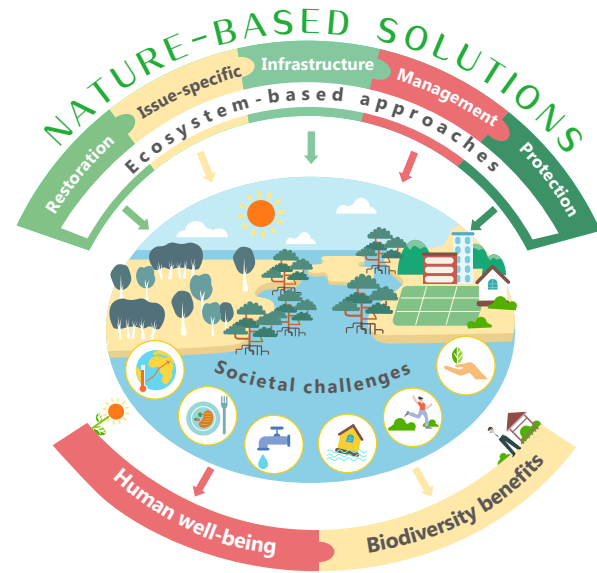 NATURE-BASED SOLUTIONS
Restoration
Issue-specific
Infrastructure
Management
Protection
Ecosystem-based approaches
Societal challenges
Human well-being
Biodiversity benefits